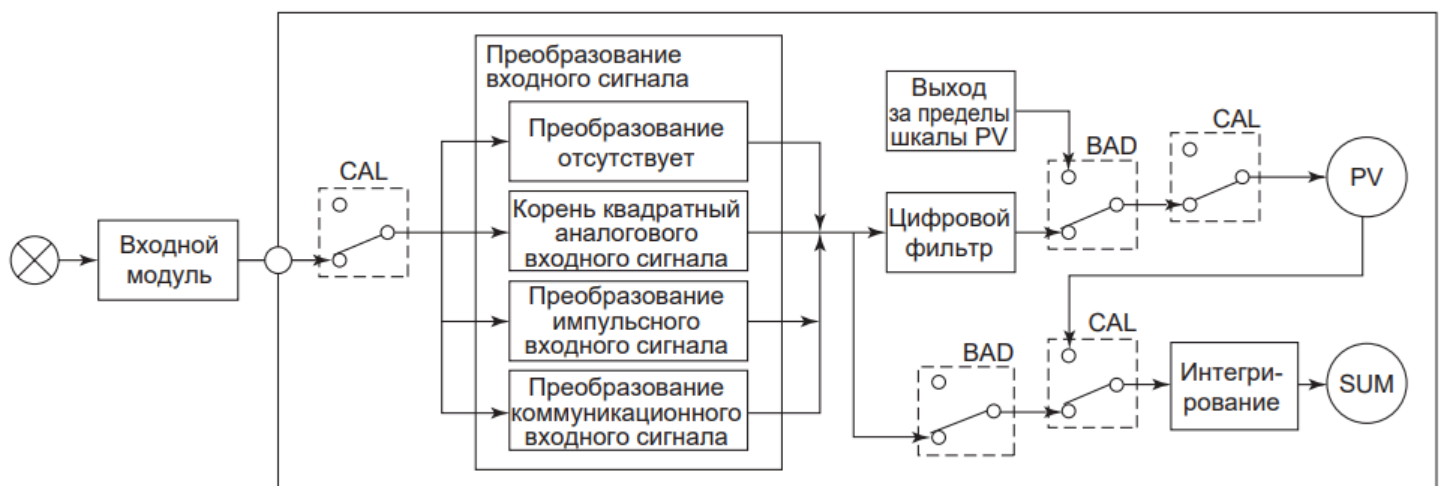 Преобразование
входного сигнала
Преобразование
отсутствует
Корень квадратный
аналогового
входного сигнала
Преобразование
импульсного
входного сигнала
Преобразование
коммуникационного
входного сигнала
CAL
Входной
модуль
Выход
за пределы
шкалы PV
BAD
CAL
PV
Цифровой
фильтр
BAD
CAL
Интегри-
рование
SUM